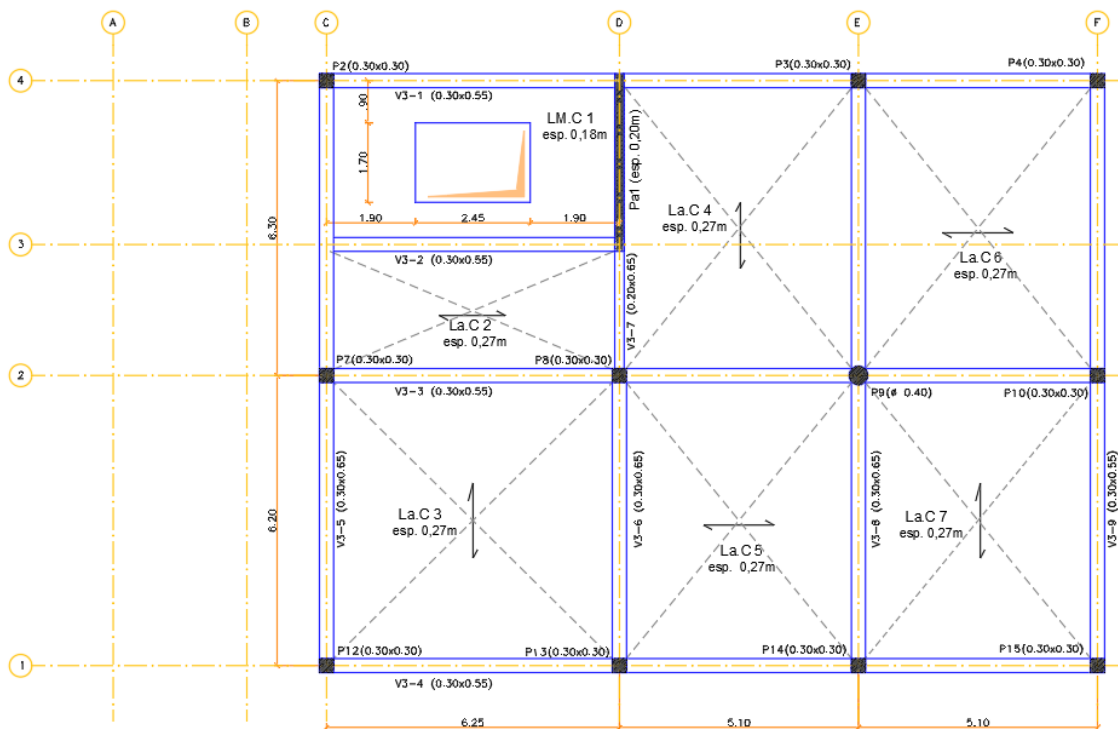 A
B
C
D
E
F
4
P2(0.30x0.30)
P3(0.30x0.30)
P4(0.30x0.30)
V3-1 (0.30x0.55)
.90
LM.C 1
esp. 0,18m
Pa1 (esp. 0,20m)
1.70
1.90
2.45
1.90
6.30
La.C 4
esp. 0,27m
La.C 6
esp. 0,27m
3
V3-2 (0.30x0.55)
V3-7 (0.20x0.65)
La.C 2
esp. 0,27m
P7(0.30x0.30)
P8(0.30x0.30)
2
V3-3 (0.30x0.55)
P9(ø 0.40)
P10(0.30x0.30)
V3-5 (0.30x0.65)
V3-6 (0.30x0.65)
V3-8 (0.30x0.65)
V3-9 (0.30x0.55)
6.20
La.C 3
esp. 0,27m
La.C 5
esp. 0,27m
La.C 7
esp. 0,27m
P12(0.30x0.30)
P13(0.30x0.30)
P14(0.30x0.30)
P15(0.30x0.30)
1
V3-4 (0.30x0.55)
6.25
5.10
5.10